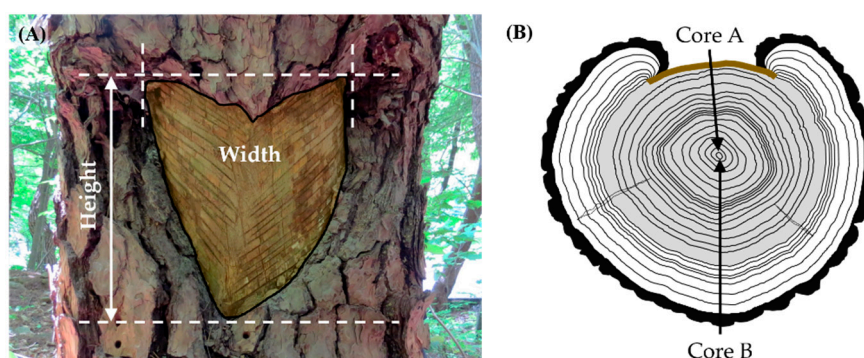 (A)
Width
Height
(B)
Core A
Core B